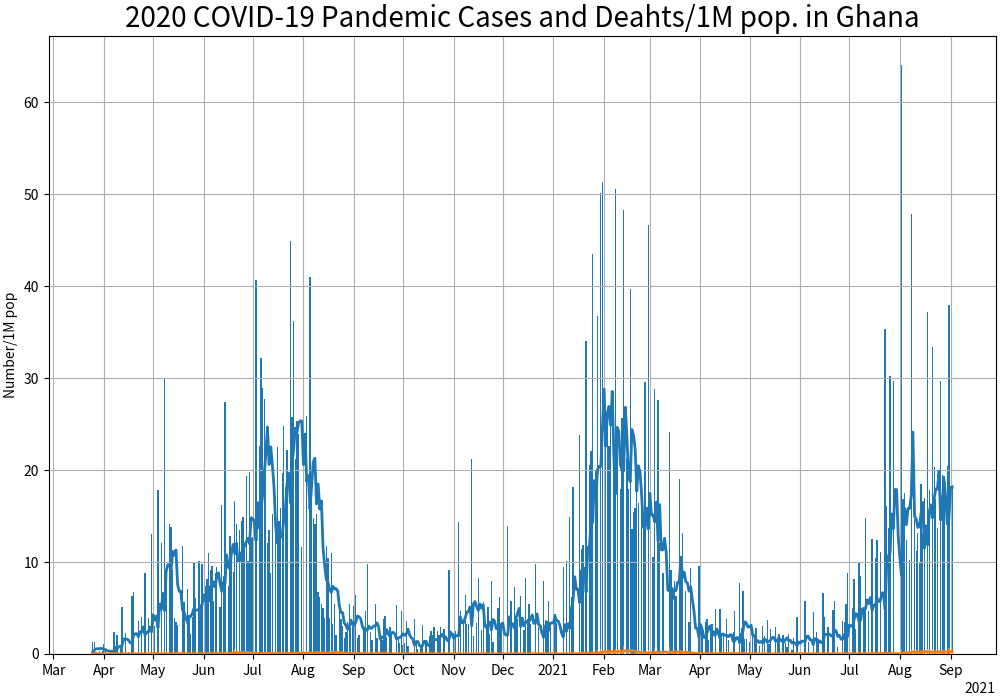 2020 COVID-19 Pandemic Cases and Deahts/1M pop. in Ghana
Number/1M pop
60
50
40
30
20
10
0
Mar Apr May Jun Jul Aug Sep Oct Nov Dec 2021 Feb Mar Apr May Jun Jul Aug Sep
2021